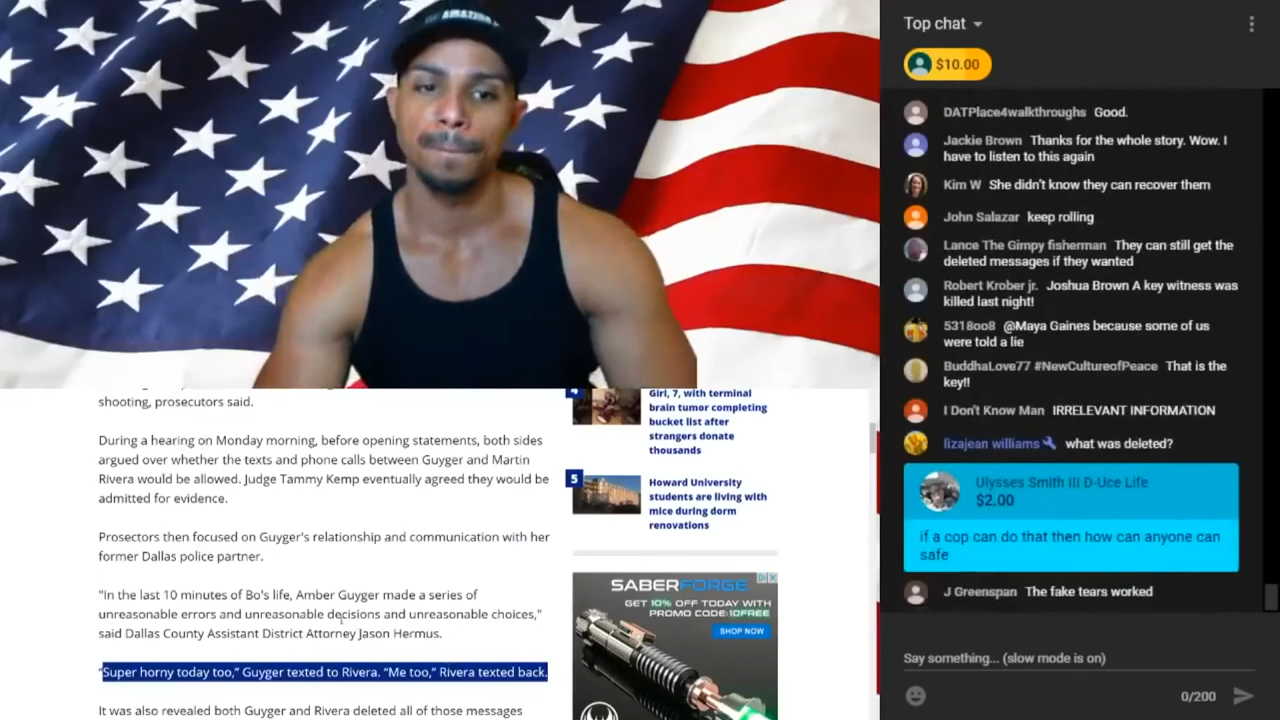 AMAZING
shooting, prosecutors said.
During a hearing on Monday morning, before opening statements, both sides
argued over whether the texts and phone calls between Guyger and Martin
Rivera would be allowed. Judge Tammy Kemp eventually agreed they would be
admitted for evidence.
Prosectors then focused on Guyger's relationship and communication with her
former Dallas police partner.
"In the last 10 minutes of Bo's life, Amber Guyger made a series of
unreasonable errors and unreasonable decisions and unreasonable choices,"
said Dallas County Assistant District Attorney Jason Hermus.
"Super horny today too," Guyger texted to Rivera. "Me too," Rivera texted back.
It was also revealed both Guyger and Rivera deleted all of those messages
4
Girl, 7, with terminal
brain tumor completing
bucket list after
strangers donate
thousands
5
Howard University
students are living with
mice during dorm
renovations
SABERFORGE
GET 10% OFF TODAY WITH
PROMO CODE:10FREE
SHOP NOW
Top chat
$10.00
DATPlace4walkthroughs Good.
Jackie Brown Thanks for the whole story. Wow. I
have to listen to this again
Kim W She didn't know they can recover them
John Salazar keep rolling
Lance The Gimpy fisherman They can still get the
deleted messages if they wanted
Robert Krober jr. Joshua Brown A key witness was
killed last night!
5318oo8 @Maya Gaines because some of us
were told a lie
BuddhaLove77 #NewCultureofPeace That is the
key!!
I Don't Know Man IRRELEVANT INFORMATION
lizajean williams what was deleted?
Ulysses Smith III D-Uce Life
$2.00
if a cop can do that then how can anyone can
safe
J Greenspan The fake tears worked
Say something... (slow mode is on)
0/200